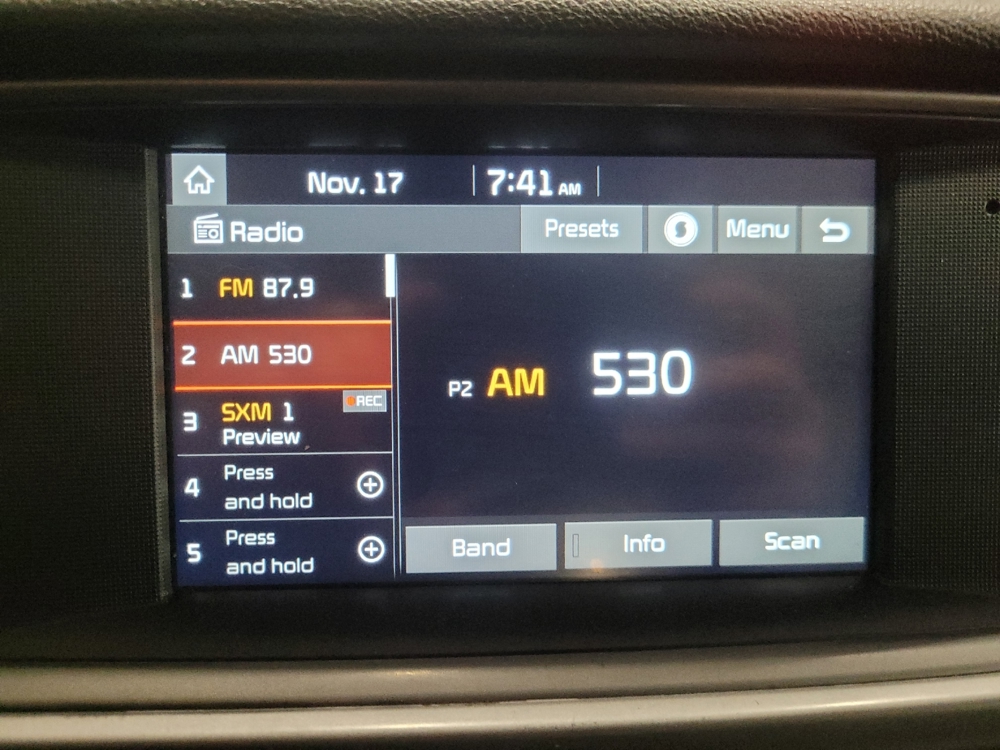 Nov. 17 7:41 AM
Radio Presets Menu
1 FM 87.9
2 AM 530
REC
3 SXM 1
Preview
4 Press
and hold
5 Press
and hold
P2 AM 530
Band Info Scan